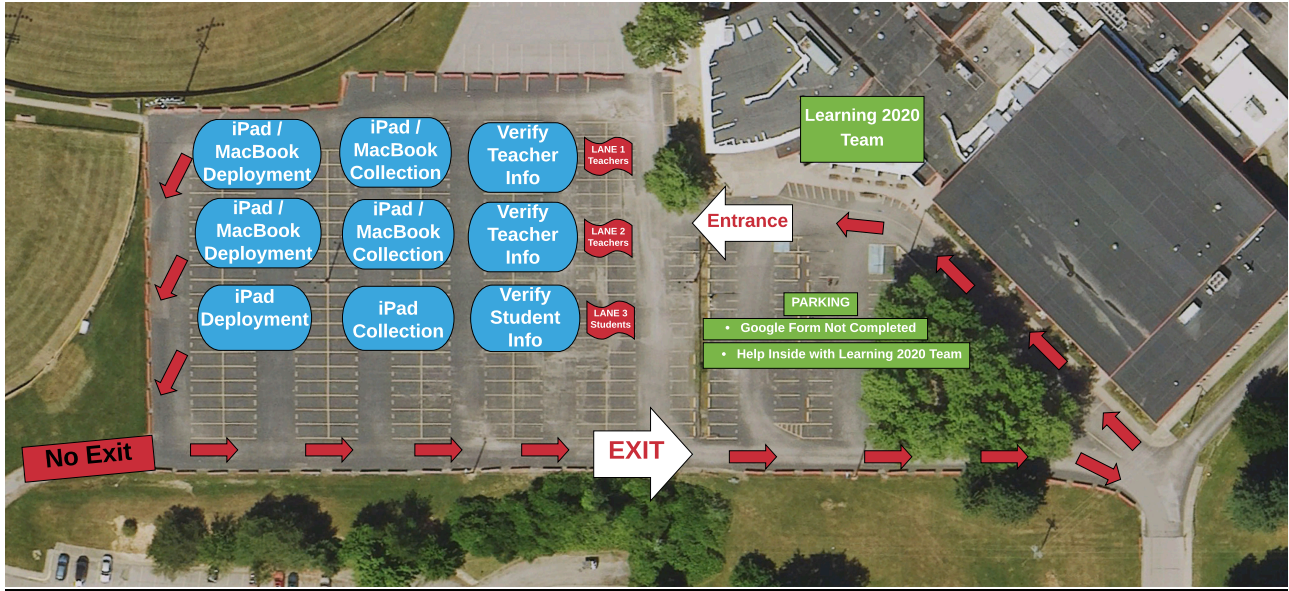 Learning 2020
Team
iPad /
MacBook
Deployment
iPad /
MacBook
Collection
Verify
Teacher
Info
LANE 1
Teachers
iPad /
MacBook
Deployment
iPad /
MacBook
Collection
Verify
Teacher
Info
LANE 2
Teachers
Entrance
iPad
Deployment
iPad
Collection
Verify
Student
Info
LANE 3
Students
PARKING
• Google Form Not Completed
• Help Inside with Learning 2020 Team
No Exit
EXIT